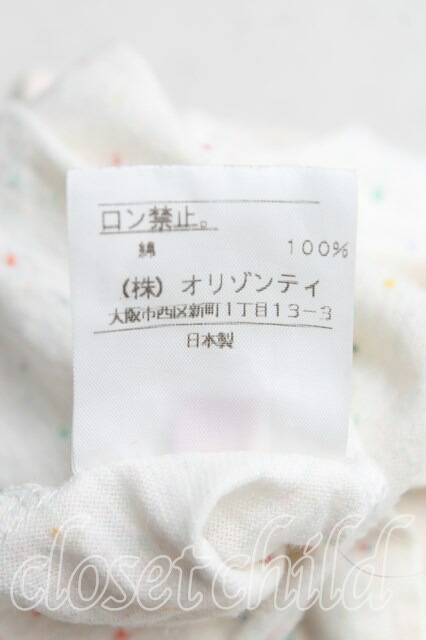 ロン禁止。
綿 100%
(株) オリゾンティ
大阪市西区新町1丁目13-3
日本製
closetchild